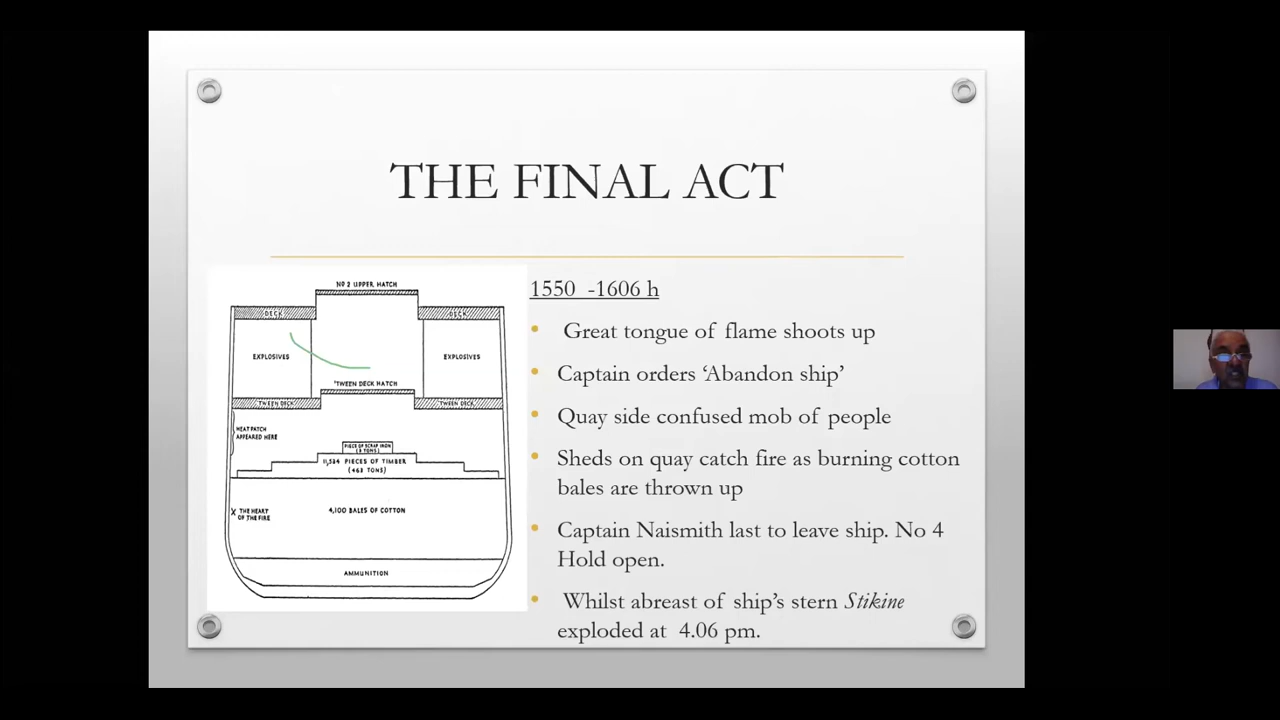 THE FINAL ACT
NO 2 UPPER HATCH
DECK
DECK
EXPLOSIVES
EXPLOSIVES
'TWEEN DECK HATCH
TWEEN DECK
TWEEN DECK
HEAT PATCH
APPEARED HERE
PIECE OF SCRAP IRON
(3 TONS)
11,524 PIECES OF TIMBER
(463 TONS)
X THE HEART
OF THE FIRE
4,100 BALES OF COTTON
AMMUNITION
1550 -1606 h
• Great tongue of flame shoots up
• Captain orders ‘Abandon ship’
• Quay side confused mob of people
• Sheds on quay catch fire as burning cotton
bales are thrown up
• Captain Naismith last to leave ship. No 4
Hold open.
• Whilst abreast of ship’s stern Stikine
exploded at 4.06 pm.